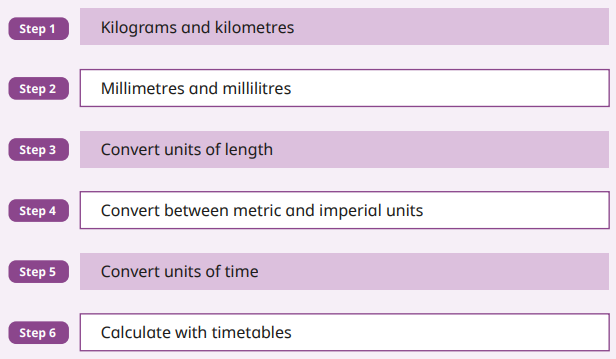 Step 1 Kilograms and kilometres
Step 2 Millimetres and millilitres
Step 3 Convert units of length
Step 4 Convert between metric and imperial units
Step 5 Convert units of time
Step 6 Calculate with timetables